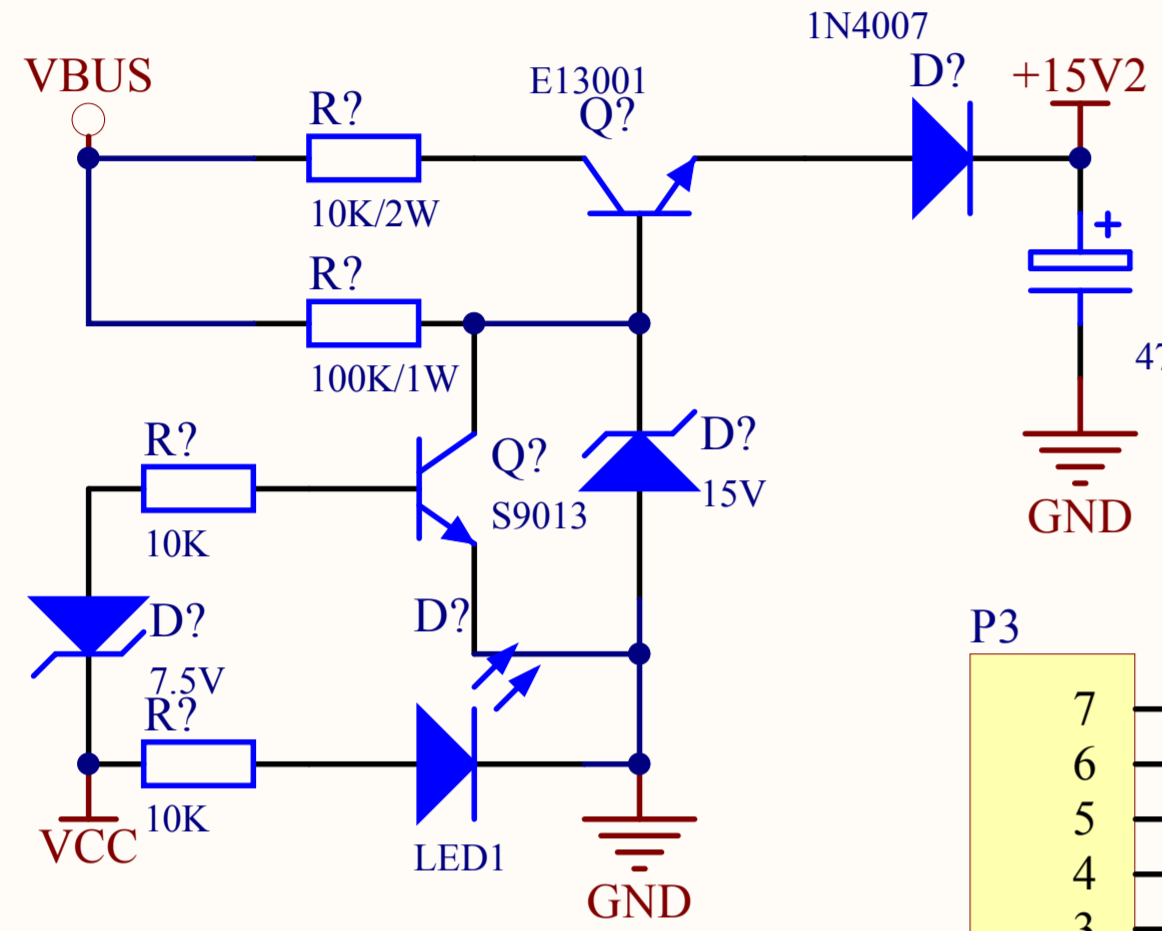 1N4007
VBUS
E13001
D?
+15V2
R?
Q?
10K/2W
+
R?
100K/1W
R?
Q?
D?
15V
S9013
10K
GND
D?
D?
7.5V
P3
R?
7
6
5
10K
VCC
LED1
4
GND